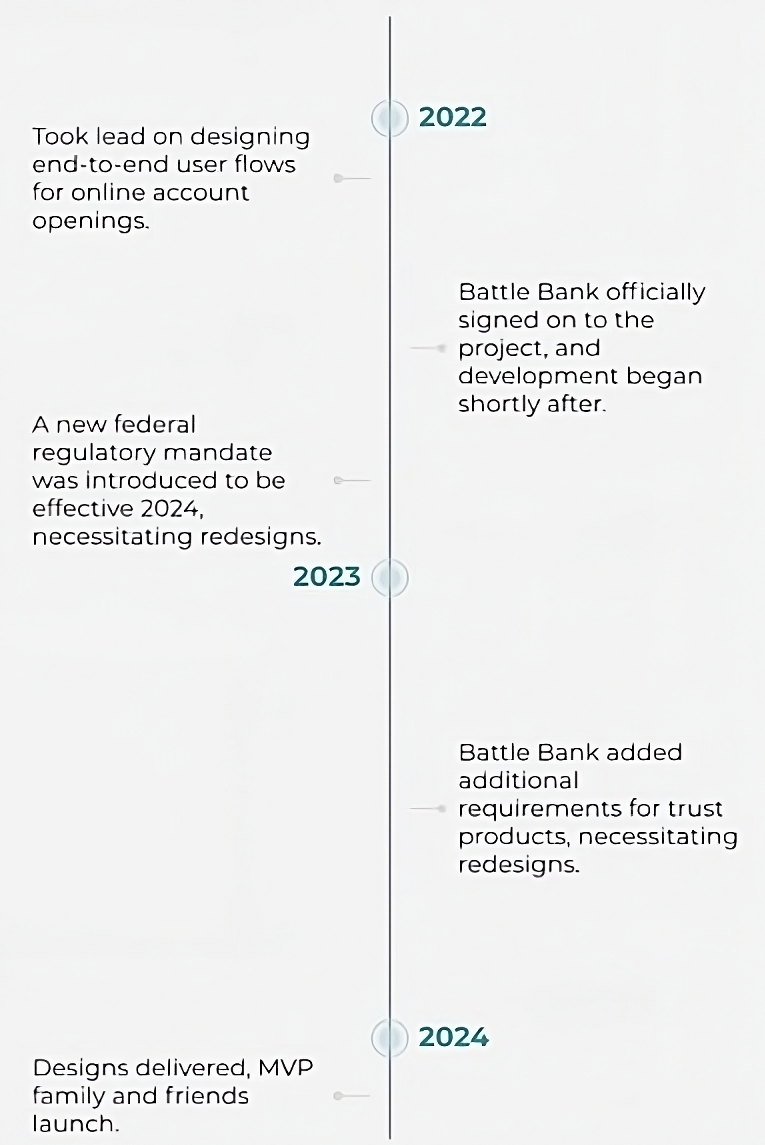 2022
Took lead on designing
end-to-end user flows
for online account
openings.
Battle Bank officially
signed on to the
project, and
development began
shortly after.
A new federal
regulatory mandate
was introduced to be
effective 2024,
necessitating redesigns.
2023
Battle Bank added
additional
requirements for trust
products, necessitating
redesigns.
2024
Designs delivered, MVP
family and friends
launch.